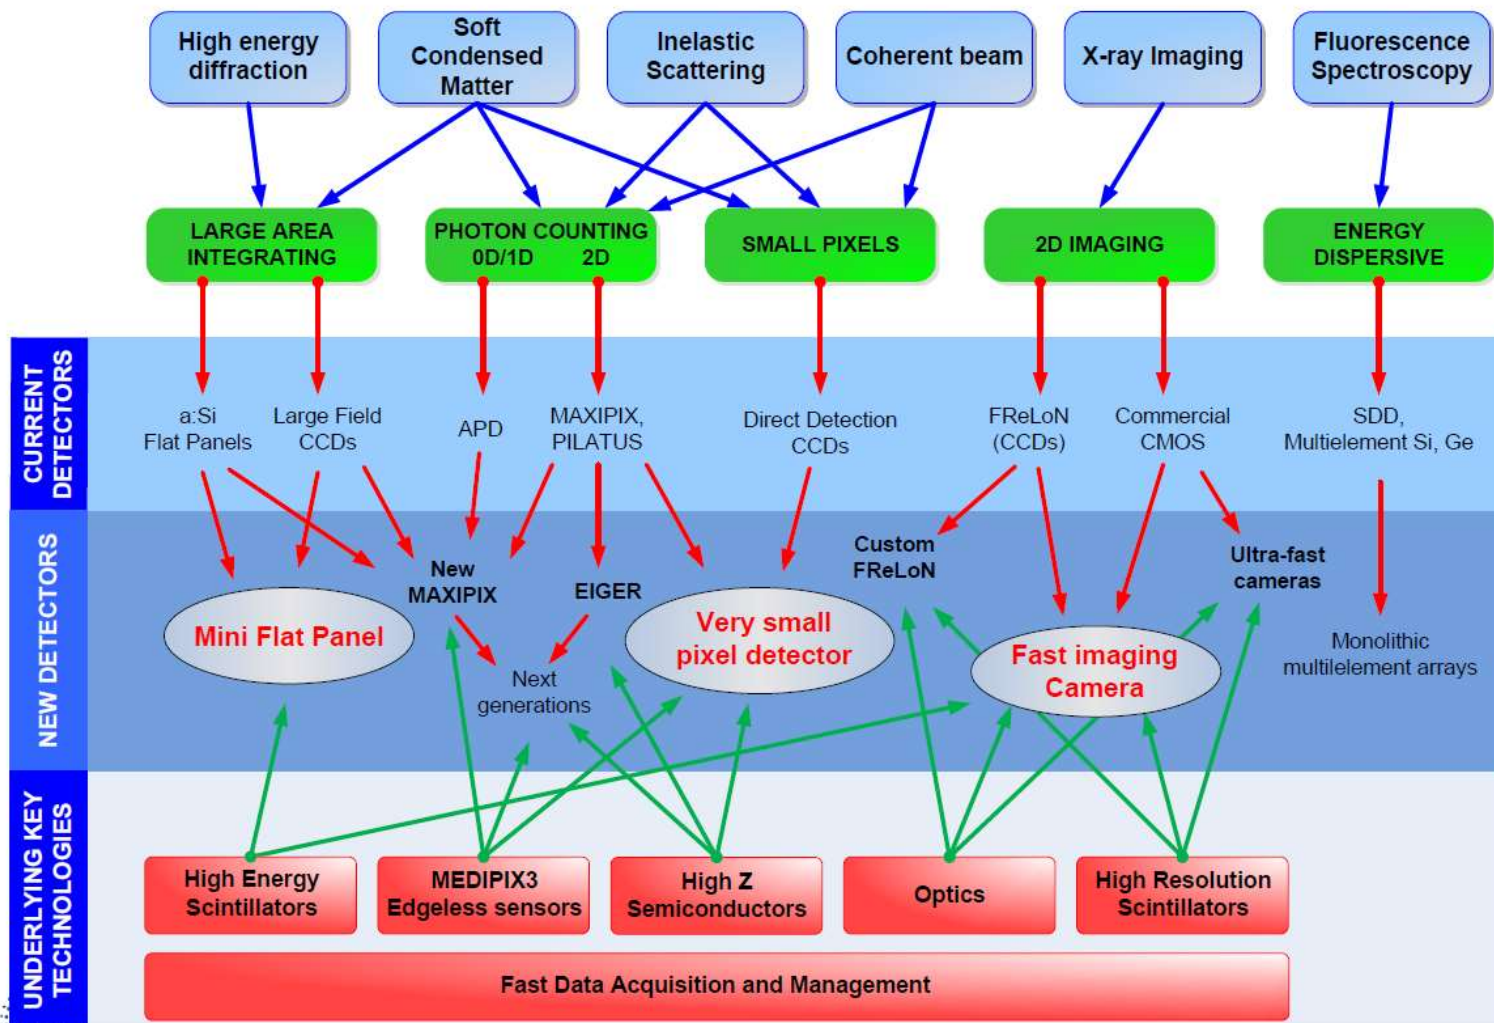 High energy
diffraction
Soft
Condensed
Matter
Inelastic
Scattering
Coherent beam
X-ray Imaging
Fluorescence
Spectroscopy
LARGE AREA
INTEGRATING
PHOTON COUNTING
0D/1D 2D
SMALL PIXELS
2D IMAGING
ENERGY
DISPERSIVE
CURRENT
DETECTORS
a:Si
Flat Panels
Large Field
CCDs
APD
MAXIPIX,
PILATUS
Direct Detection
CCDs
FReLoN
(CCDs)
Commercial
CMOS
SDD,
Multielement Si, Ge
NEW DETECTORS
Mini Flat Panel
New
MAXIPIX
EIGER
Next
generations
Very small
pixel detector
Custom
FReLoN
Fast imaging
Camera
Ultra-fast
cameras
Monolithic
multilelement arrays
UNDERLYING KEY
TECHNOLOGIES
High Energy
Scintillators
MEDIPIX3
Edgeless sensors
High Z
Semiconductors
Optics
High Resolution
Scintillators
Fast Data Acquisition and Management